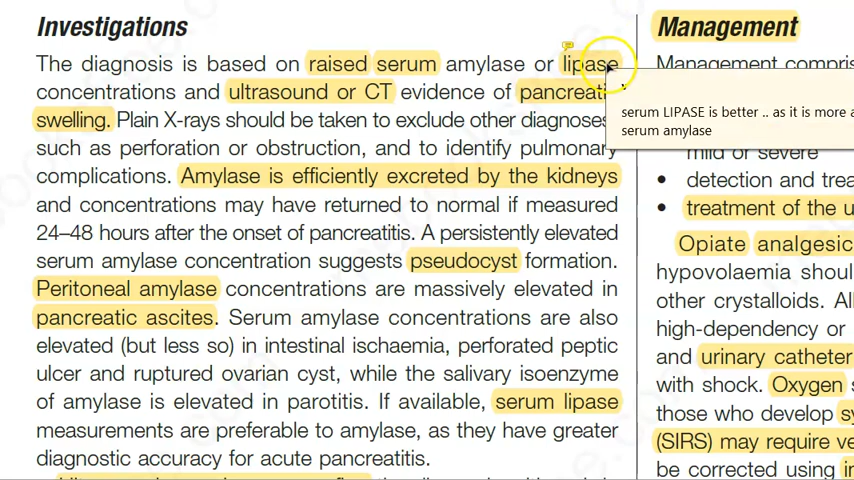 Investigations
The diagnosis is based on raised serum amylase or lipase
concentrations and ultrasound or CT evidence of pancreati
swelling. Plain X-rays should be taken to exclude other diagnoses
such as perforation or obstruction, and to identify pulmonary
complications. Amylase is efficiently excreted by the kidneys
and concentrations may have returned to normal if measured
24–48 hours after the onset of pancreatitis. A persistently elevated
serum amylase concentration suggests pseudocyst formation.
Peritoneal amylase concentrations are massively elevated in
pancreatic ascites. Serum amylase concentrations are also
elevated (but less so) in intestinal ischaemia, perforated peptic
ulcer and ruptured ovarian cyst, while the salivary isoenzyme
of amylase is elevated in parotitis. If available, serum lipase
measurements are preferable to amylase, as they have greater
diagnostic accuracy for acute pancreatitis.
Management
Management compris
serum LIPASE is better .. as it is more a
serum amylase
mild or severe
• detection and trea
• treatment of the u
Opiate analgesic
hypovolaemia shoul
other crystalloids. Al
high-dependency or
and urinary catheter
with shock. Oxygen s
those who develop sy
(SIRS) may require ve
be corrected using in